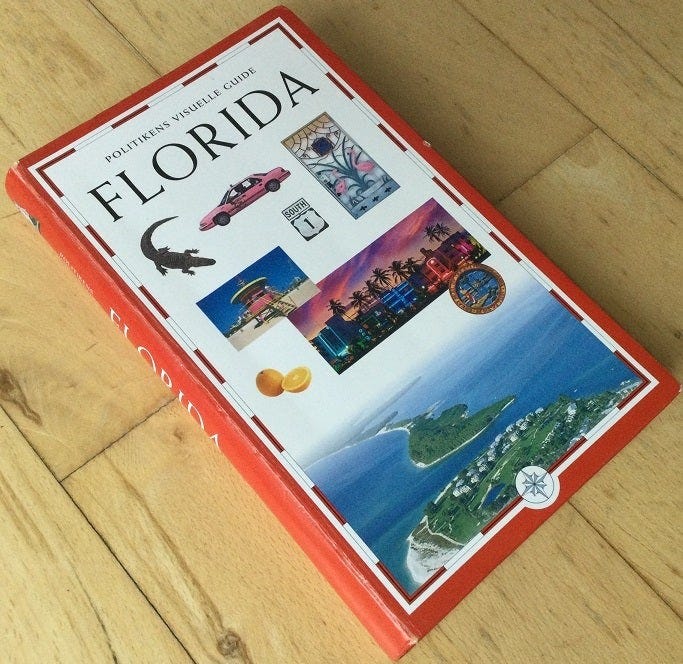 POLITIKENS VISUELLE GUIDE
FLORIDA
SOUTH
1
FLORIDA